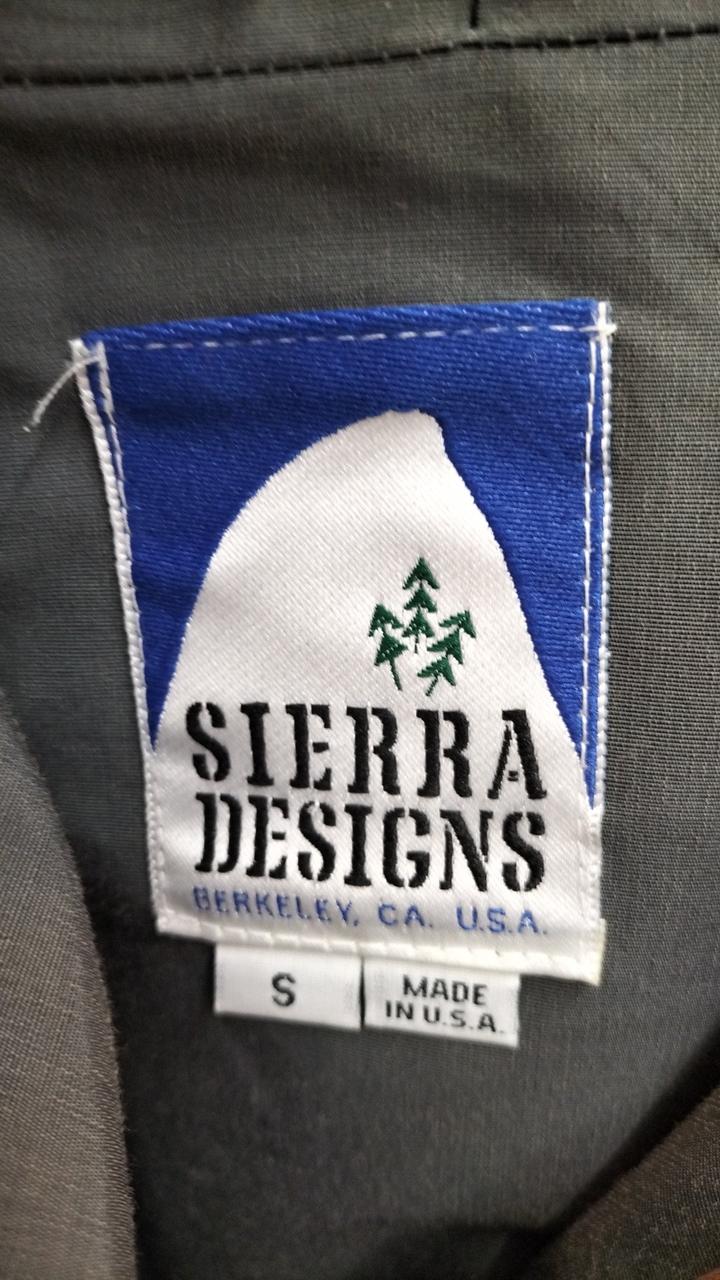 SIERRA
DESIGNS
BERKELEY, CA. U.S.A.
S
MADE
IN U.S.A.